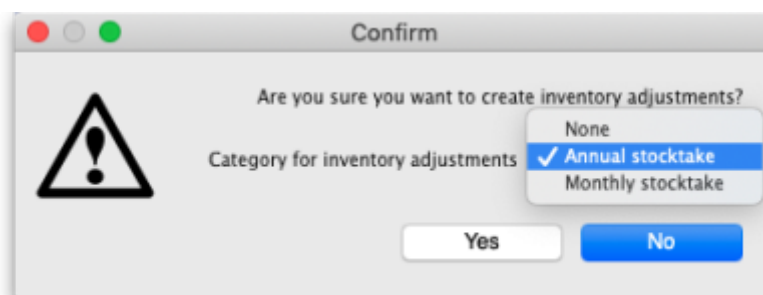 Confirm
Are you sure you want to create inventory adjustments?
None
Category for inventory adjustments ✓ Annual stocktake
Monthly stocktake
Yes No